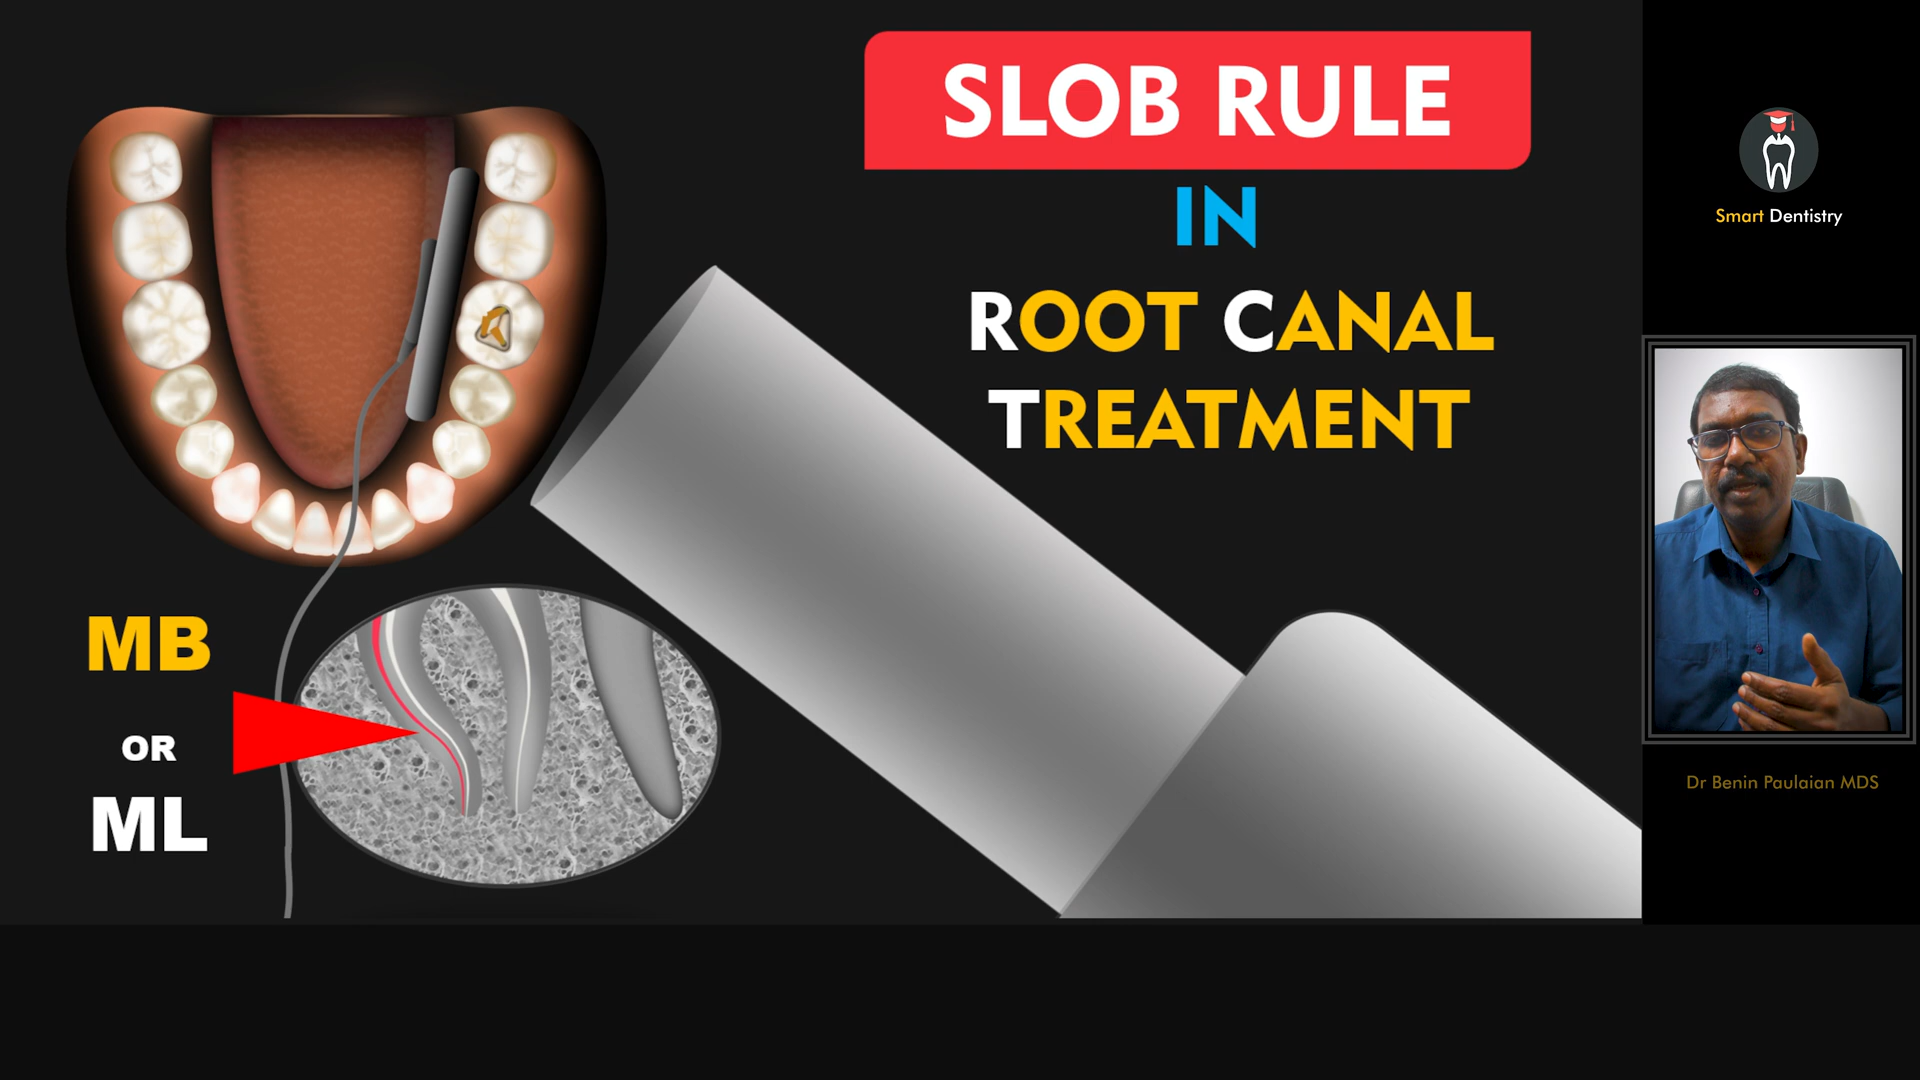 SLOB RULE
IN
ROOT CANAL
TREATMENT
MB
OR
ML
Smart Dentistry
Dr Benin Paulaian MDS